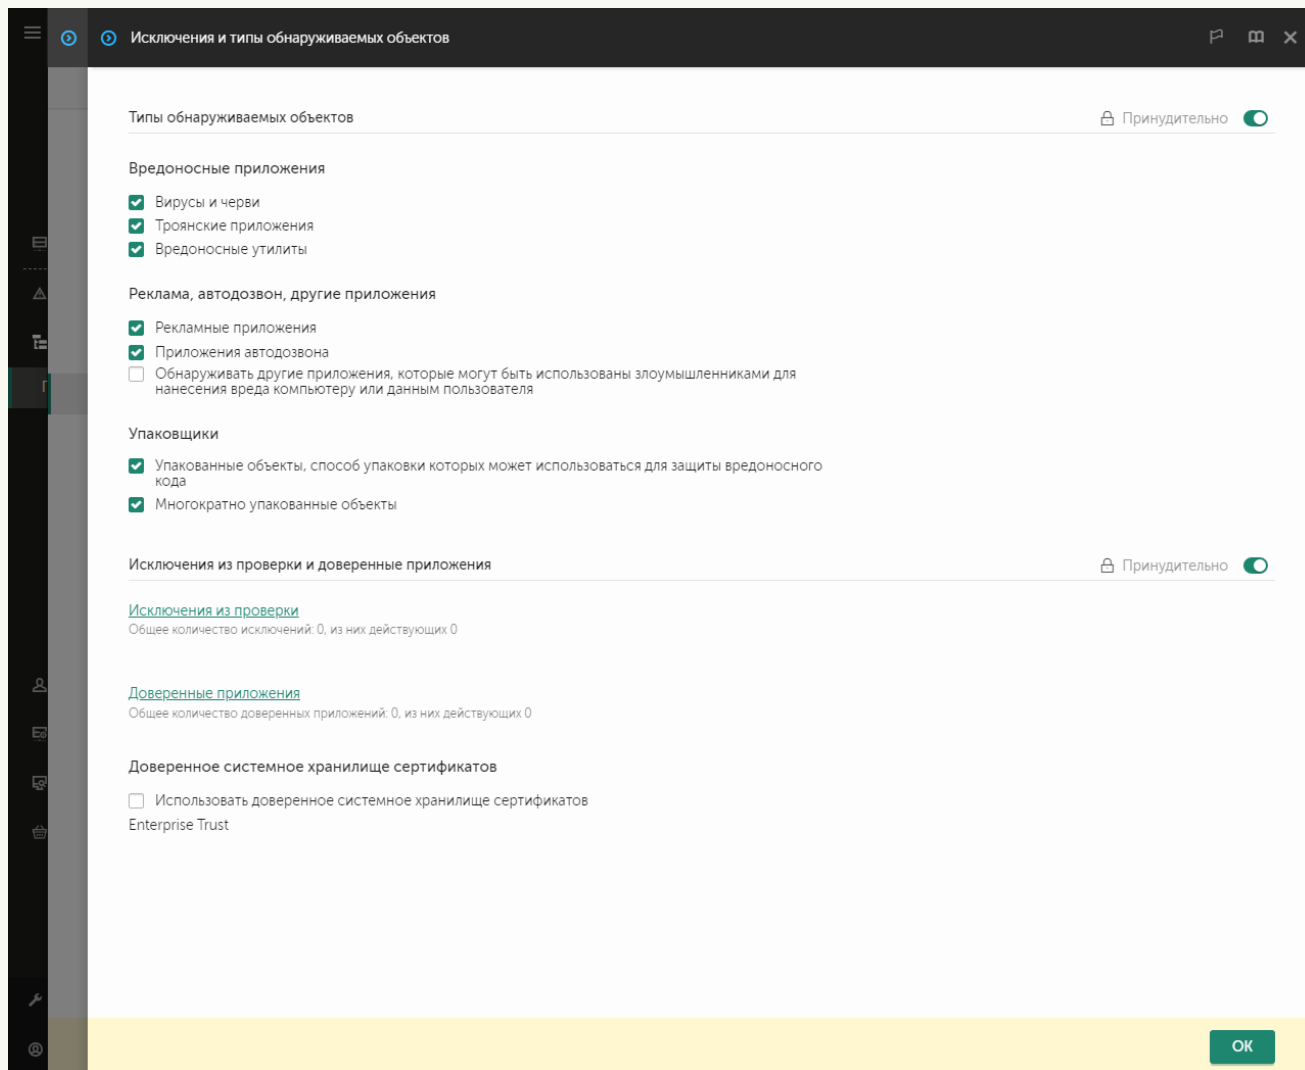 Исключения и типы обнаруживаемых объектов
Типы обнаруживаемых объектов
Принудительно
Вредоносные приложения
Вирусы и черви
Троянские приложения
Вредоносные утилиты
Реклама, автодозвон, другие приложения
Рекламные приложения
Приложения автодозвона
Обнаруживать другие приложения, которые могут быть использованы злоумышленниками для
нанесения вреда компьютеру или данным пользователя
Упаковщики
Упакованные объекты, способ упаковки которых может использоваться для защиты вредоносного
кода
Многократно упакованные объекты
Исключения из проверки и доверенные приложения
Принудительно
Исключения из проверки
Общее количество исключений: 0, из них действующих 0
Доверенные приложения
Общее количество доверенных приложений: 0, из них действующих 0
Доверенное системное хранилище сертификатов
Использовать доверенное системное хранилище сертификатов
Enterprise Trust
ОК